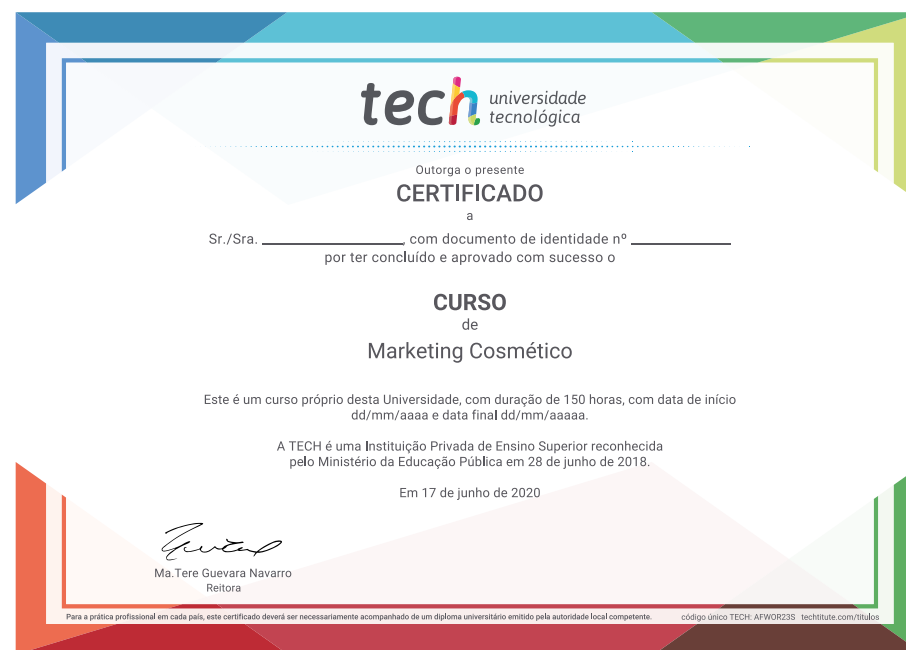 tech universidade
tecnológica
Outorga o presente
CERTIFICADO
a
Sr./Sra. ________________, com documento de identidade nº ____________
por ter concluído e aprovado com sucesso o
CURSO
de
Marketing Cosmético
Este é um curso próprio desta Universidade, com duração de 150 horas, com data de início
dd/mm/aaaa e data final dd/mm/aaaaa.
A TECH é uma Instituição Privada de Ensino Superior reconhecida
pelo Ministério da Educação Pública em 28 de junho de 2018.
Em 17 de junho de 2020
Ma.Tere Guevara Navarro
Reitora
Para a prática profissional em cada país, este certificado deverá ser necessariamente acompanhado de um diploma universitário emitido pela autoridade local competente. código único TECH: AFWOR23S techtitute.com/titulos